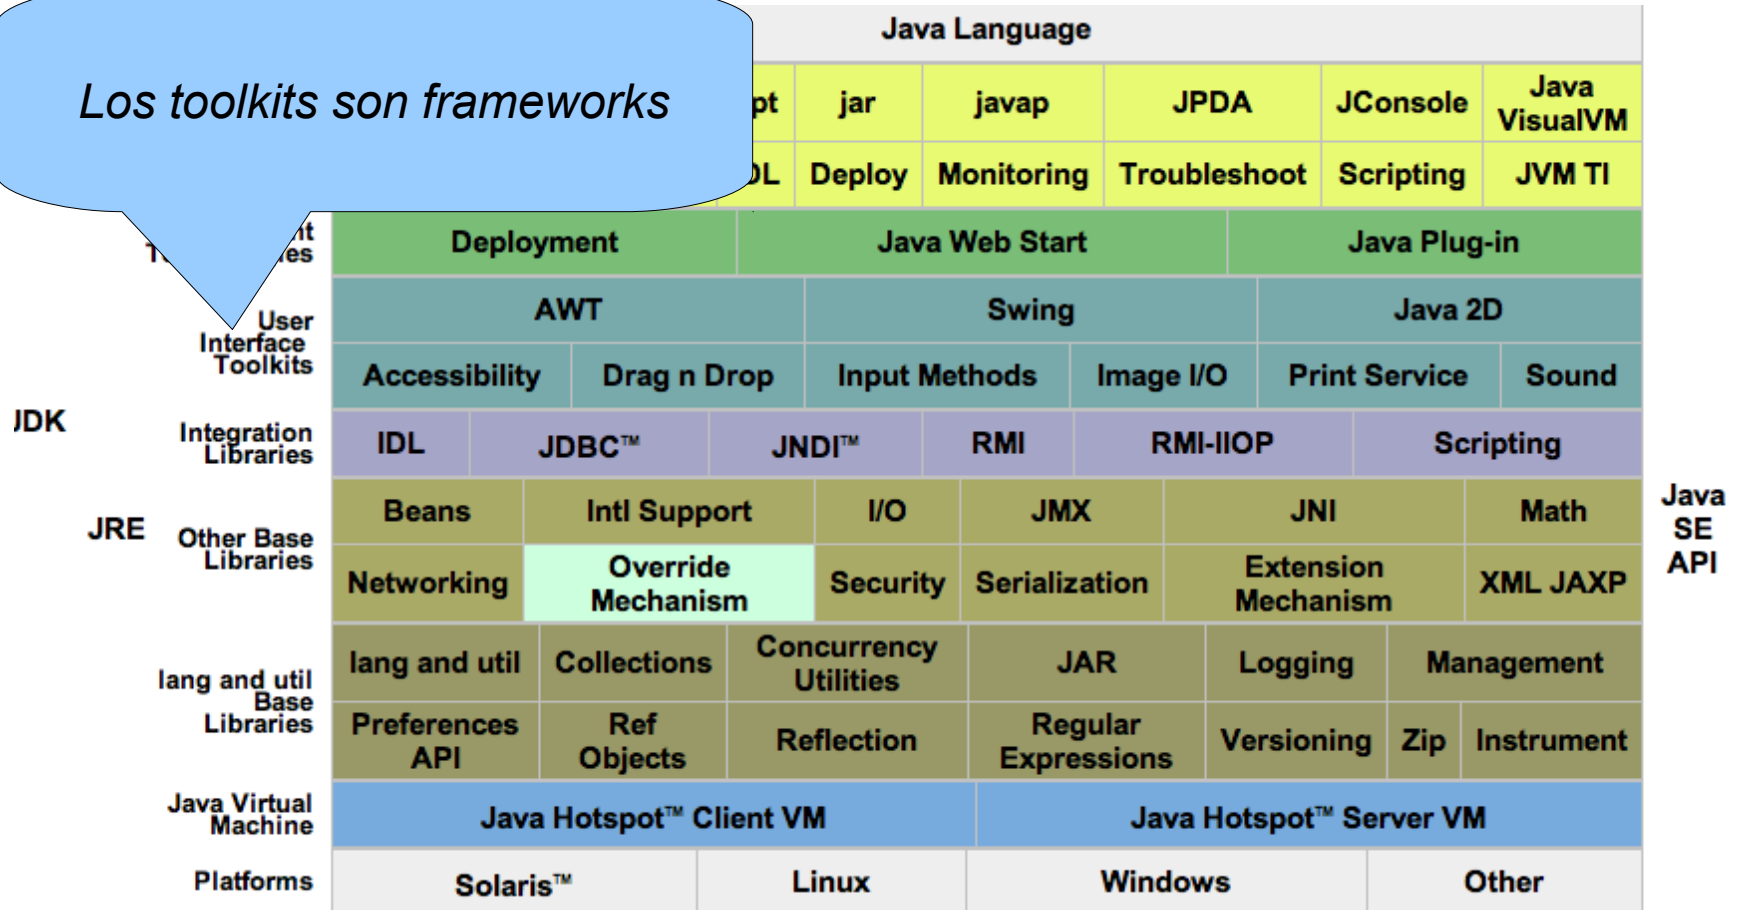 Java Language
Los toolkits son frameworks
jar javap JPDA JConsole Java VisualVM
Deploy Monitoring Troubleshoot Scripting JVM TI
Deployment Java Web Start Java Plug-in
User Interface Toolkits
AWT Swing Java 2D
Accessibility Drag n Drop Input Methods Image I/O Print Service Sound
JDK
Integration Libraries
IDL JDBC™ JNDI™ RMI RMI-IIOP Scripting
JRE
Other Base Libraries
Beans Intl Support I/O JMX JNI Math
Networking Override Mechanism Security Serialization Extension Mechanism XML JAXP
Java SE API
lang and util Base Libraries
lang and util Collections Concurrency Utilities JAR Logging Management
Preferences API Ref Objects Reflection Regular Expressions Versioning Zip Instrument
Java Virtual Machine
Java Hotspot™ Client VM Java Hotspot™ Server VM
Platforms
Solaris™ Linux Windows Other